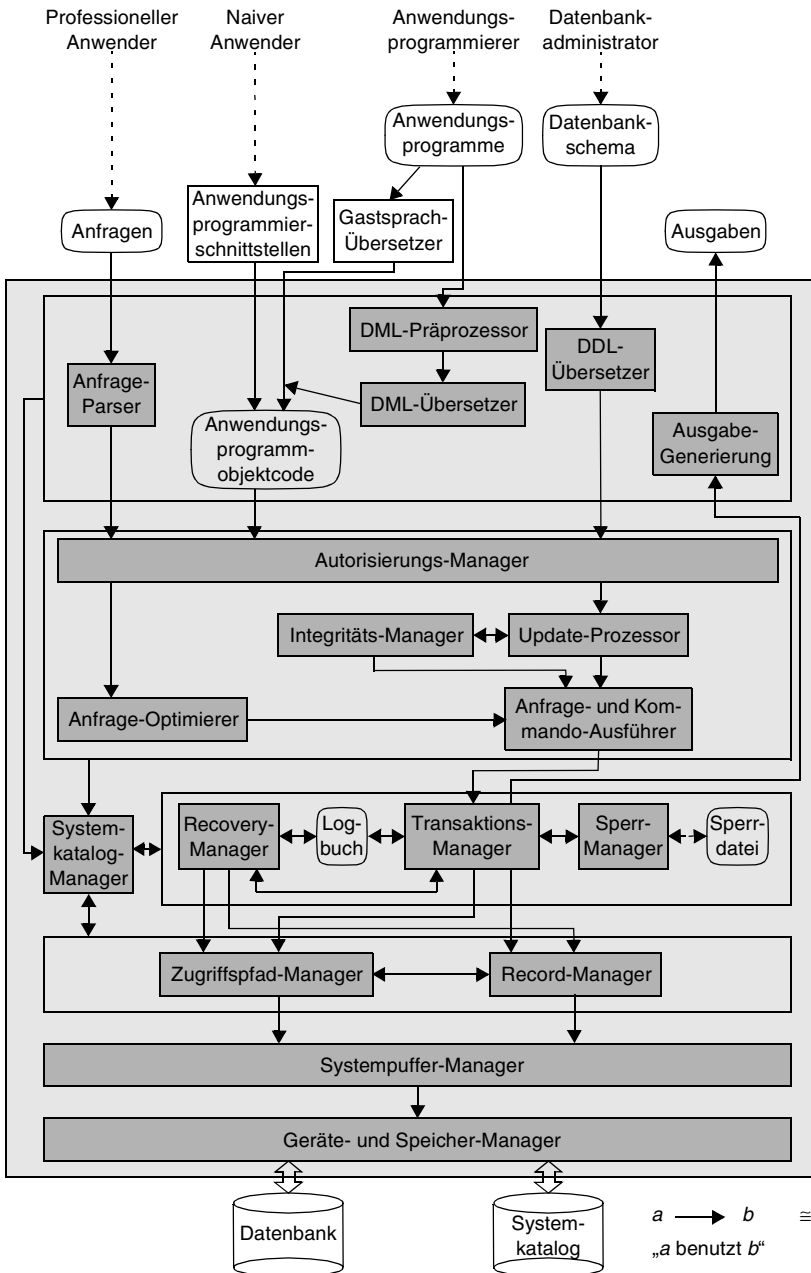 Professioneller
Anwender
Naiver
Anwender
Anwendungs-
programmierer
Datenbank-
administrator
Anwendungs-
programme
Datenbank-
schema
Anfragen
Anwendungs-
programmier-
schnittstellen
Gastsprach-
Übersetzer
Ausgaben
DML-Präprozessor
DDL-
Übersetzer
Anfrage-
Parser
DML-Übersetzer
Anwendungs-
programm-
objektcode
Ausgabe-
Generierung
Autorisierungs-Manager
Integritäts-Manager
Update-Prozessor
Anfrage-Optimierer
Anfrage- und Kom-
mando-Ausführer
System-
katalog-
Manager
Recovery-
Manager
Log-
buch
Transaktions-
Manager
Sperr-
Manager
Sperr-
datei
Zugriffspfad-Manager
Record-Manager
Systempuffer-Manager
Geräte- und Speicher-Manager
Datenbank
System-
katalog
a b ≅
„a benutzt b“